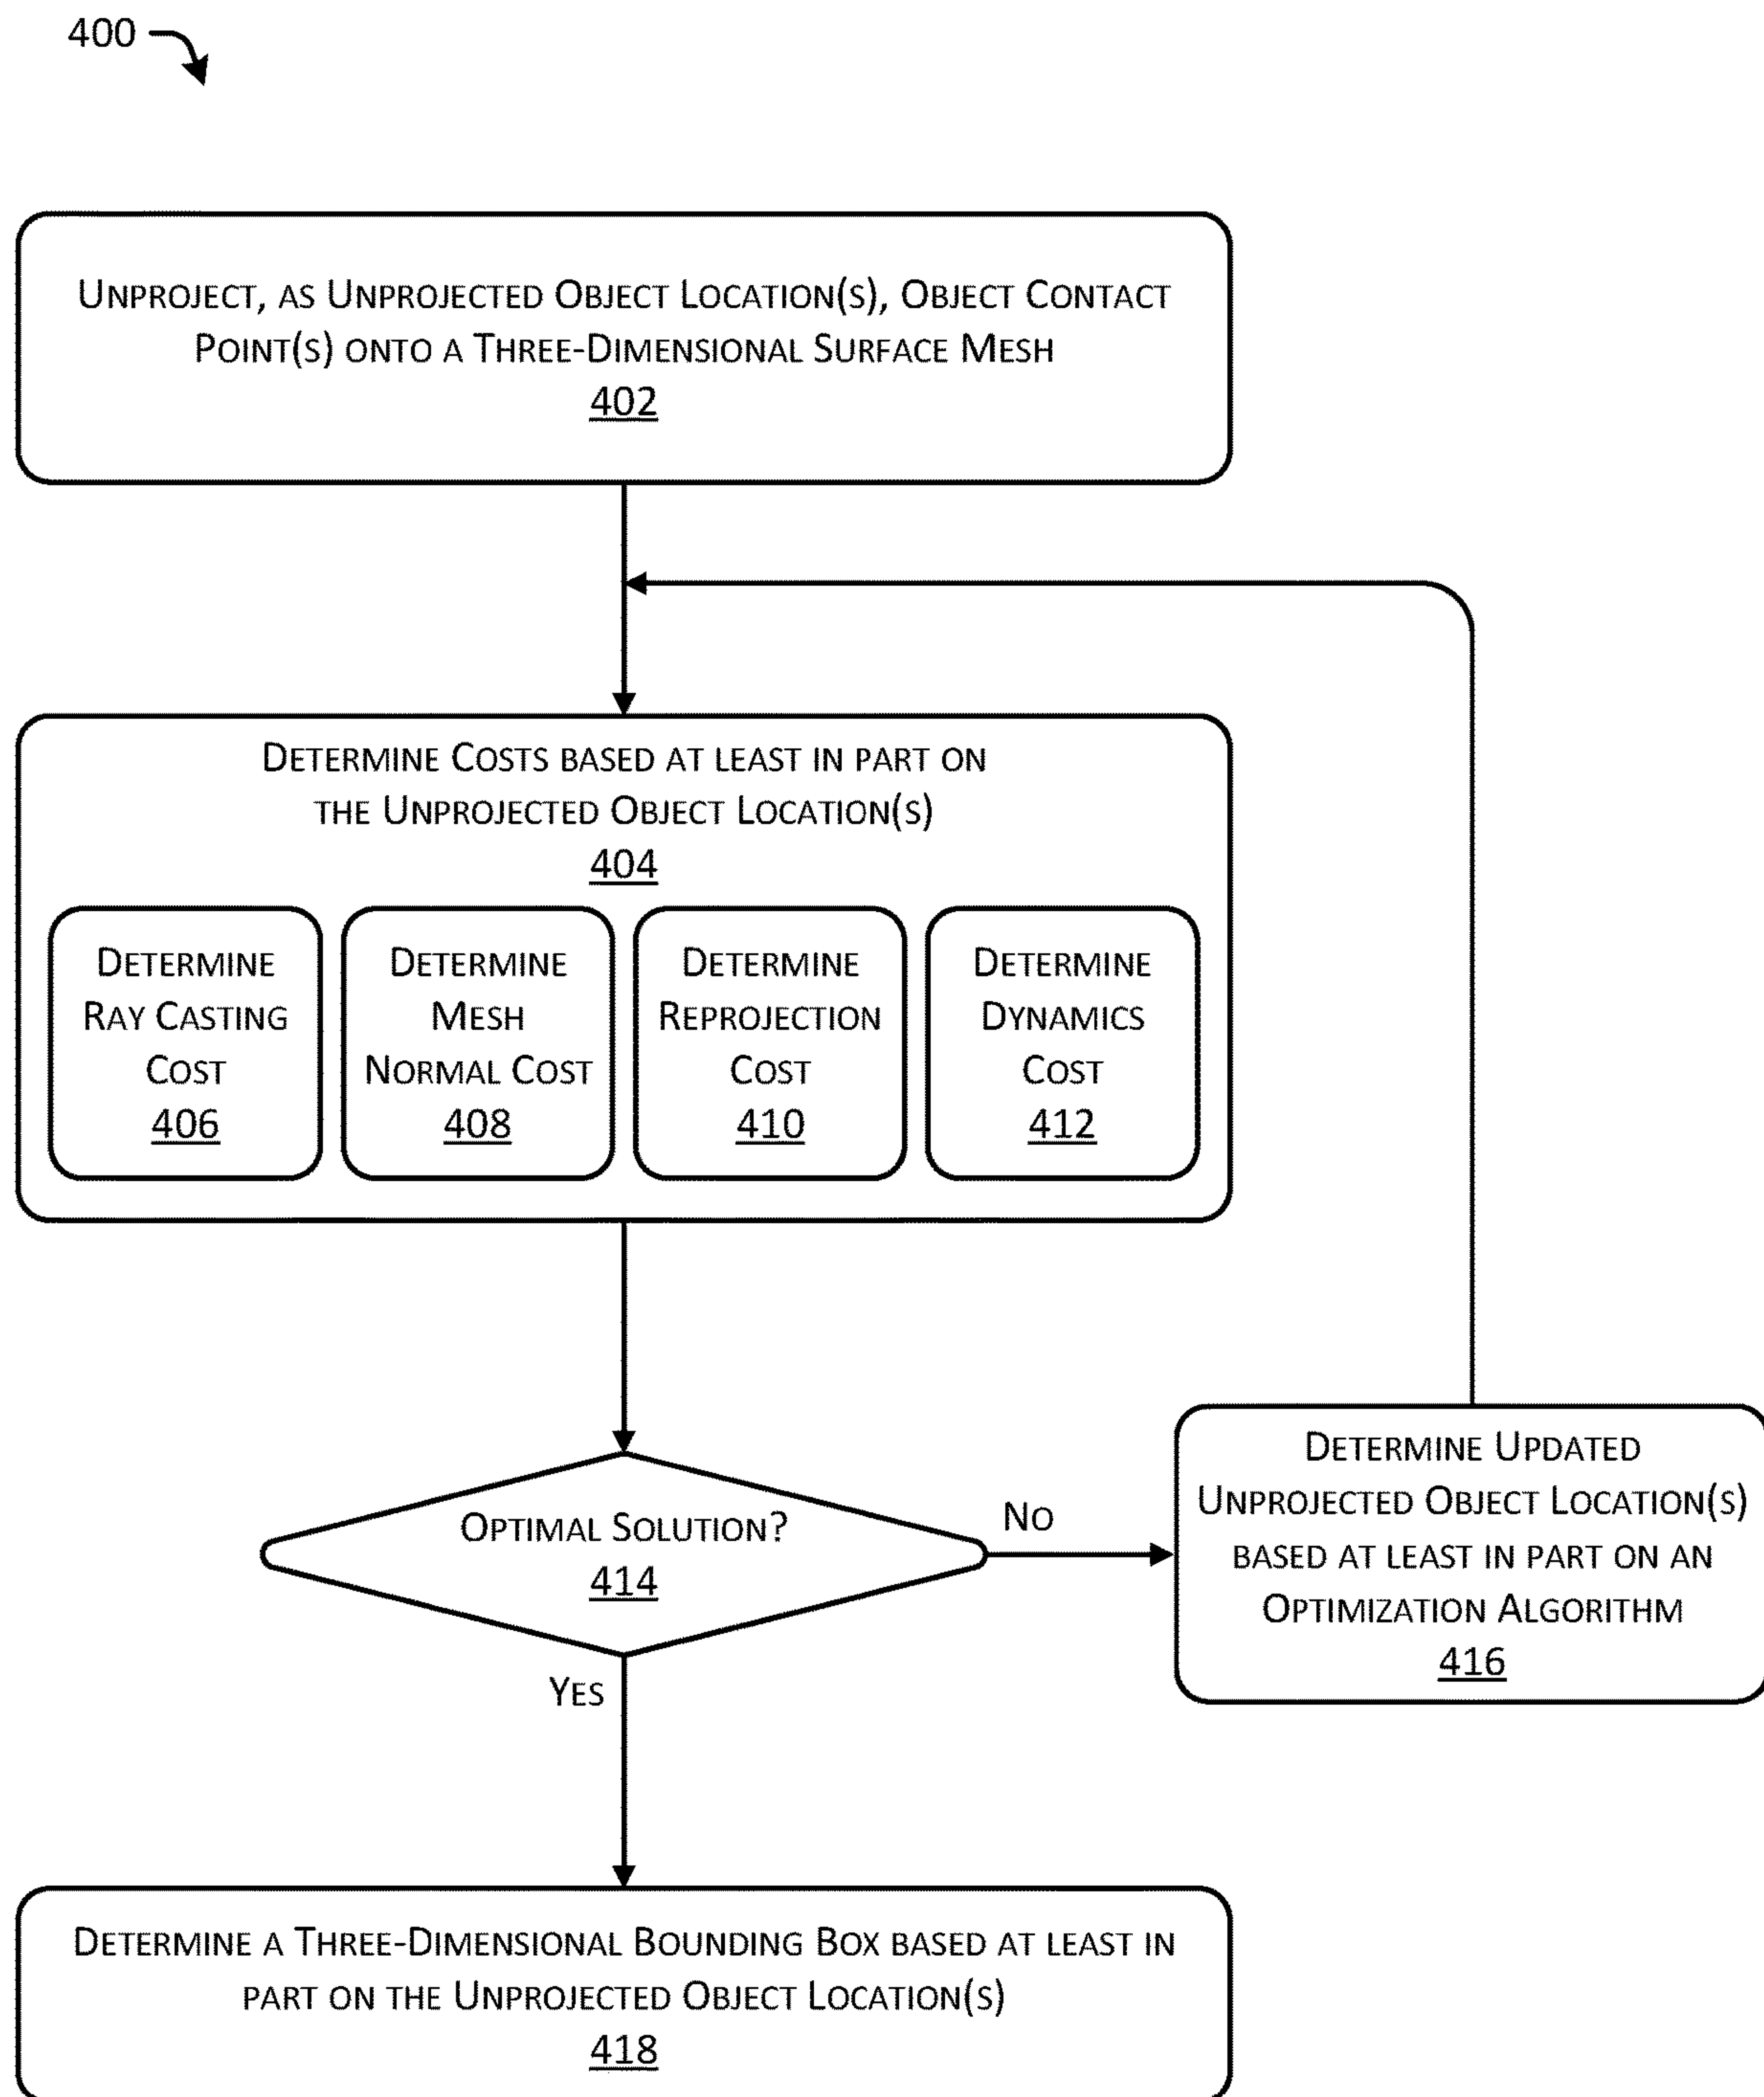 400
Unproject, as Unprojected Object Location(s), Object Contact
Point(s) onto a Three-Dimensional Surface Mesh
402
Determine Costs based at least in part on
the Unprojected Object Location(s)
404
Determine
Ray Casting
Cost
406
Determine
Mesh
Normal Cost
408
Determine
Reprojection
Cost
410
Determine
Dynamics
Cost
412
Optimal Solution?
414
No
Determine Updated
Unprojected Object Location(s)
based at least in part on an
Optimization Algorithm
416
Yes
Determine a Three-Dimensional Bounding Box based at least in
part on the Unprojected Object Location(s)
418